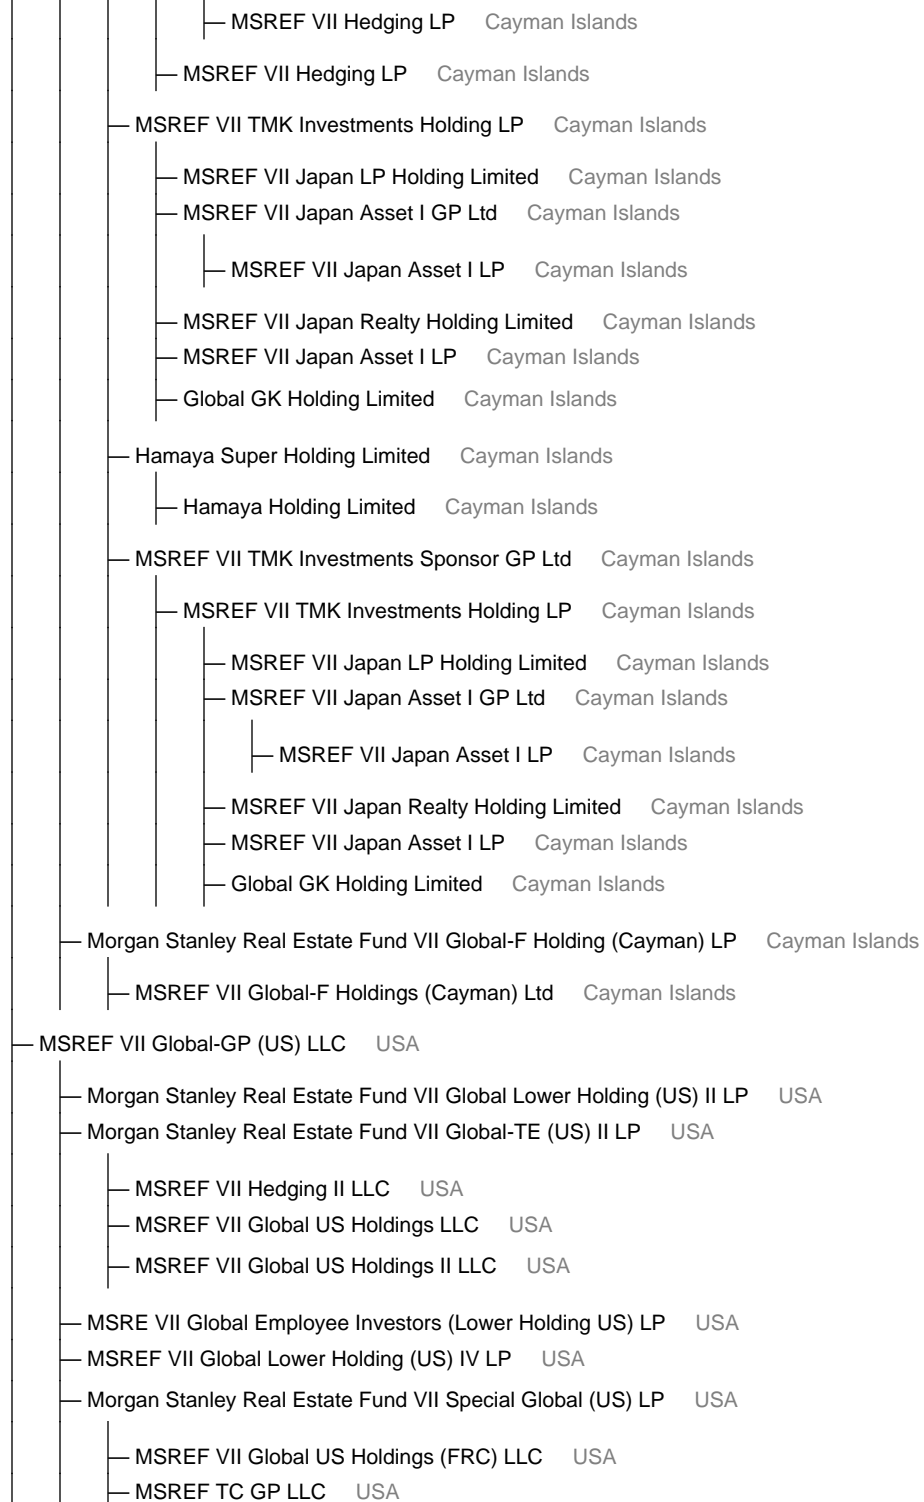 MSREF VII Hedging LP Cayman Islands
MSREF VII Hedging LP Cayman Islands
MSREF VII TMK Investments Holding LP Cayman Islands
MSREF VII Japan LP Holding Limited Cayman Islands
MSREF VII Japan Asset I GP Ltd Cayman Islands
MSREF VII Japan Asset I LP Cayman Islands
MSREF VII Japan Realty Holding Limited Cayman Islands
MSREF VII Japan Asset I LP Cayman Islands
Global GK Holding Limited Cayman Islands
Hamaya Super Holding Limited Cayman Islands
Hamaya Holding Limited Cayman Islands
MSREF VII TMK Investments Sponsor GP Ltd Cayman Islands
MSREF VII TMK Investments Holding LP Cayman Islands
MSREF VII Japan LP Holding Limited Cayman Islands
MSREF VII Japan Asset I GP Ltd Cayman Islands
MSREF VII Japan Asset I LP Cayman Islands
MSREF VII Japan Realty Holding Limited Cayman Islands
MSREF VII Japan Asset I LP Cayman Islands
Global GK Holding Limited Cayman Islands
Morgan Stanley Real Estate Fund VII Global-F Holding (Cayman) LP Cayman Islands
MSREF VII Global-F Holdings (Cayman) Ltd Cayman Islands
MSREF VII Global-GP (US) LLC USA
Morgan Stanley Real Estate Fund VII Global Lower Holding (US) II LP USA
Morgan Stanley Real Estate Fund VII Global-TE (US) II LP USA
MSREF VII Hedging II LLC USA
MSREF VII Global US Holdings LLC USA
MSREF VII Global US Holdings II LLC USA
MSRE VII Global Employee Investors (Lower Holding US) LP USA
MSREF VII Global Lower Holding (US) IV LP USA
Morgan Stanley Real Estate Fund VII Special Global (US) LP USA
MSREF VII Global US Holdings (FRC) LLC USA
MSREF TC GP LLC USA